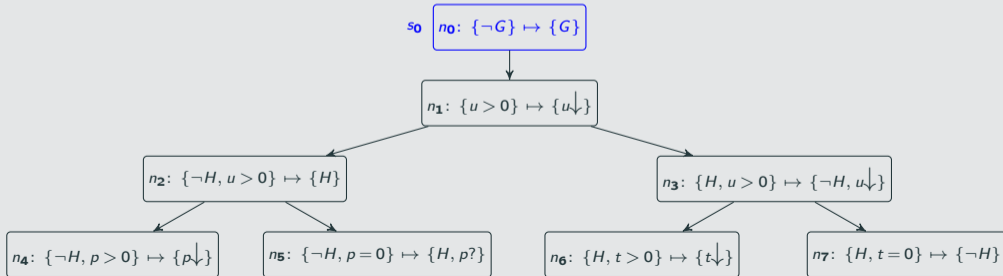 s₀ n₀: {¬G} ↦ {G}
n₁: {u > 0} ↦ {u↓}
n₂: {¬H, u > 0} ↦ {H}
n₃: {H, u > 0} ↦ {¬H, u↓}
n₄: {¬H, p > 0} ↦ {p↓}
n₅: {¬H, p = 0} ↦ {H, p?}
n₆: {H, t > 0} ↦ {t↓}
n₇: {H, t = 0} ↦ {¬H}